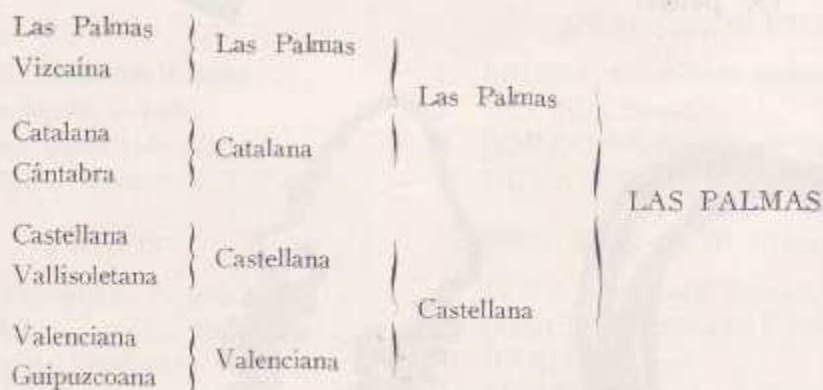 Las Palmas
Vizcaína
Las Palmas
Catalana
Cántabra
Catalana
Las Palmas
Castellana
Vallisoletana
Castellana
Valenciana
Guipuzcoana
Valenciana
Castellana
LAS PALMAS